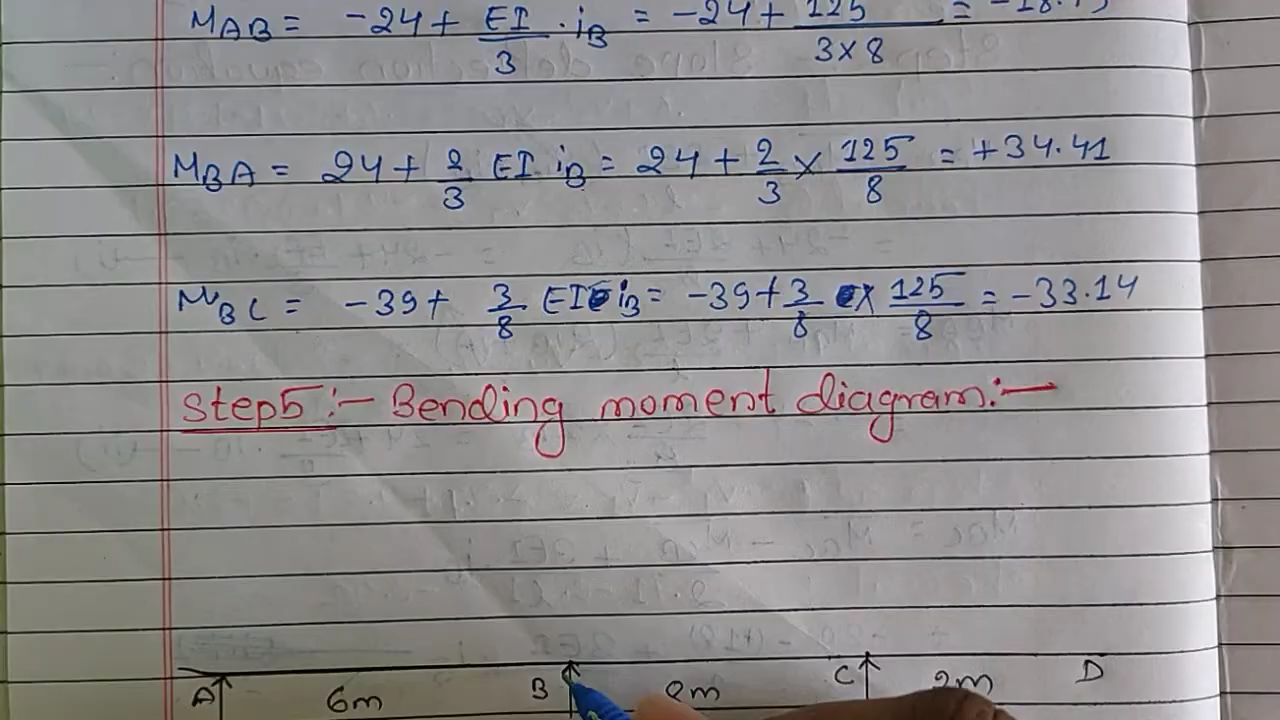 MAB = -24 + EI/3 · iB = -24 + 125/3×8 =
MBA = 24 + 2/3 EI iB = 24 + 2/3 × 125/8 = +34.41
MBC = -39 + 3/8 EI iB = -39 + 3/8 × 125/8 = -33.14
Step5 :- Bending moment diagram :-
A 6m B 8m C 2m D